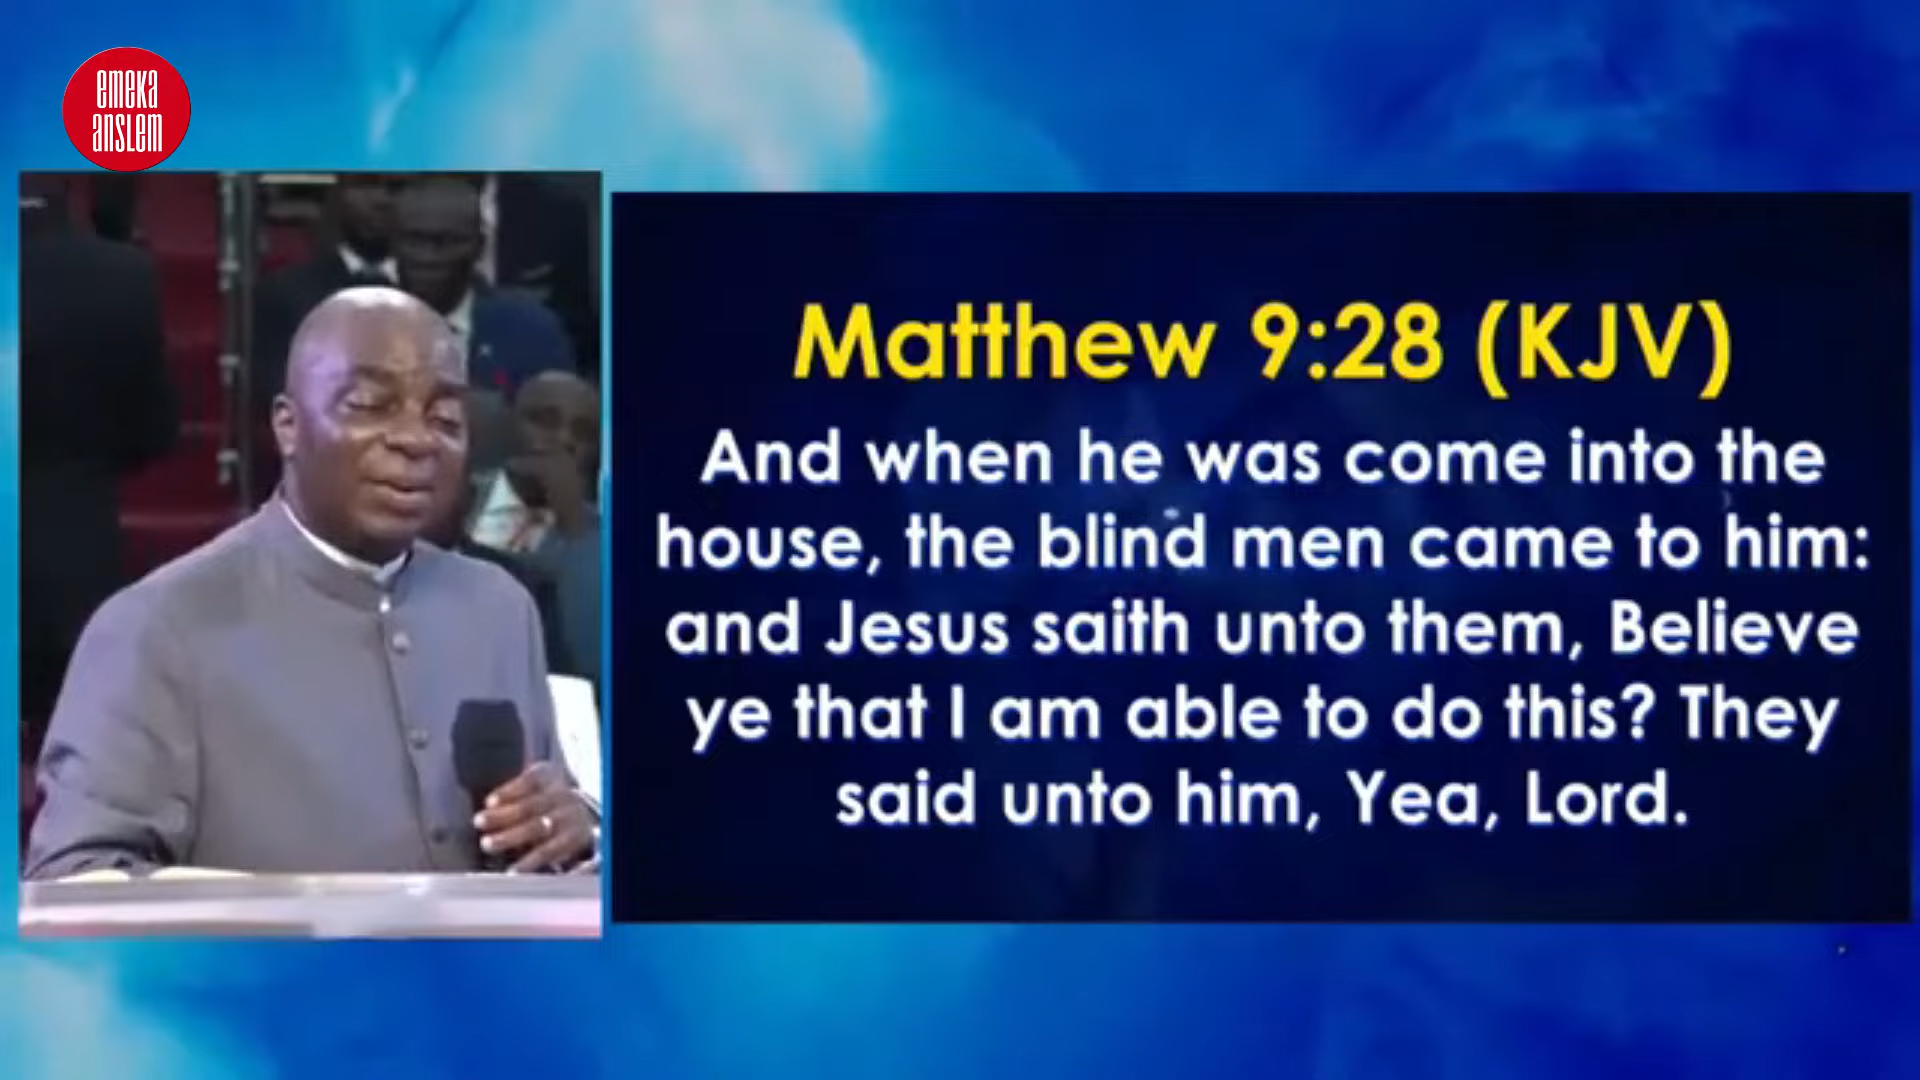 emeka
anslem
Matthew 9:28 (KJV)
And when he was come into the
house, the blind men came to him:
and Jesus saith unto them, Believe
ye that I am able to do this? They
said unto him, Yea, Lord.